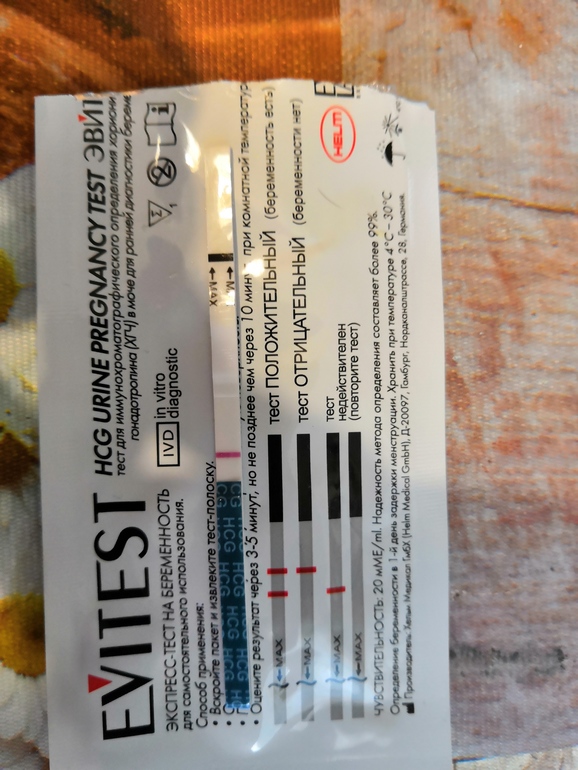 EVITEST HCG URINE PREGNANCY TEST
ЭКСПРЕСС-ТЕСТ НА БЕРЕМЕННОСТЬ
для самостоятельного использования.
тест для иммунохроматографического определения
гонадотропина (ХГЧ) в моче для ранней диагностики
IVD in vitro
diagnostic
Способ применения:
• Вскройте пакет и извлеките тест-полоску.
• Оцените результат через 3-5 минут, но не позднее чем через 10 при комнатной
HCG HCG HCG HCG HCG
← MAX
← MAX тест ПОЛОЖИТЕЛЬНЫЙ (беременность есть)
← MAX тест ОТРИЦАТЕЛЬНЫЙ (беременности нет)
← MAX
← MAX
тест
недействителен
(повторите тест)
HELM
ЧУВСТВИТЕЛЬНОСТЬ: 20 мМЕ/ml. Надежность метода определения составляет более 99%.
Определение беременности в 1-й день задержки менструации. Хранить при температуре 4°C – 30°C
Производитель: Хельм Медикал ГмбХ (Helm Medical GmbH), Д-20097, Гамбург, Нордканалштрассе, 28, Германия.